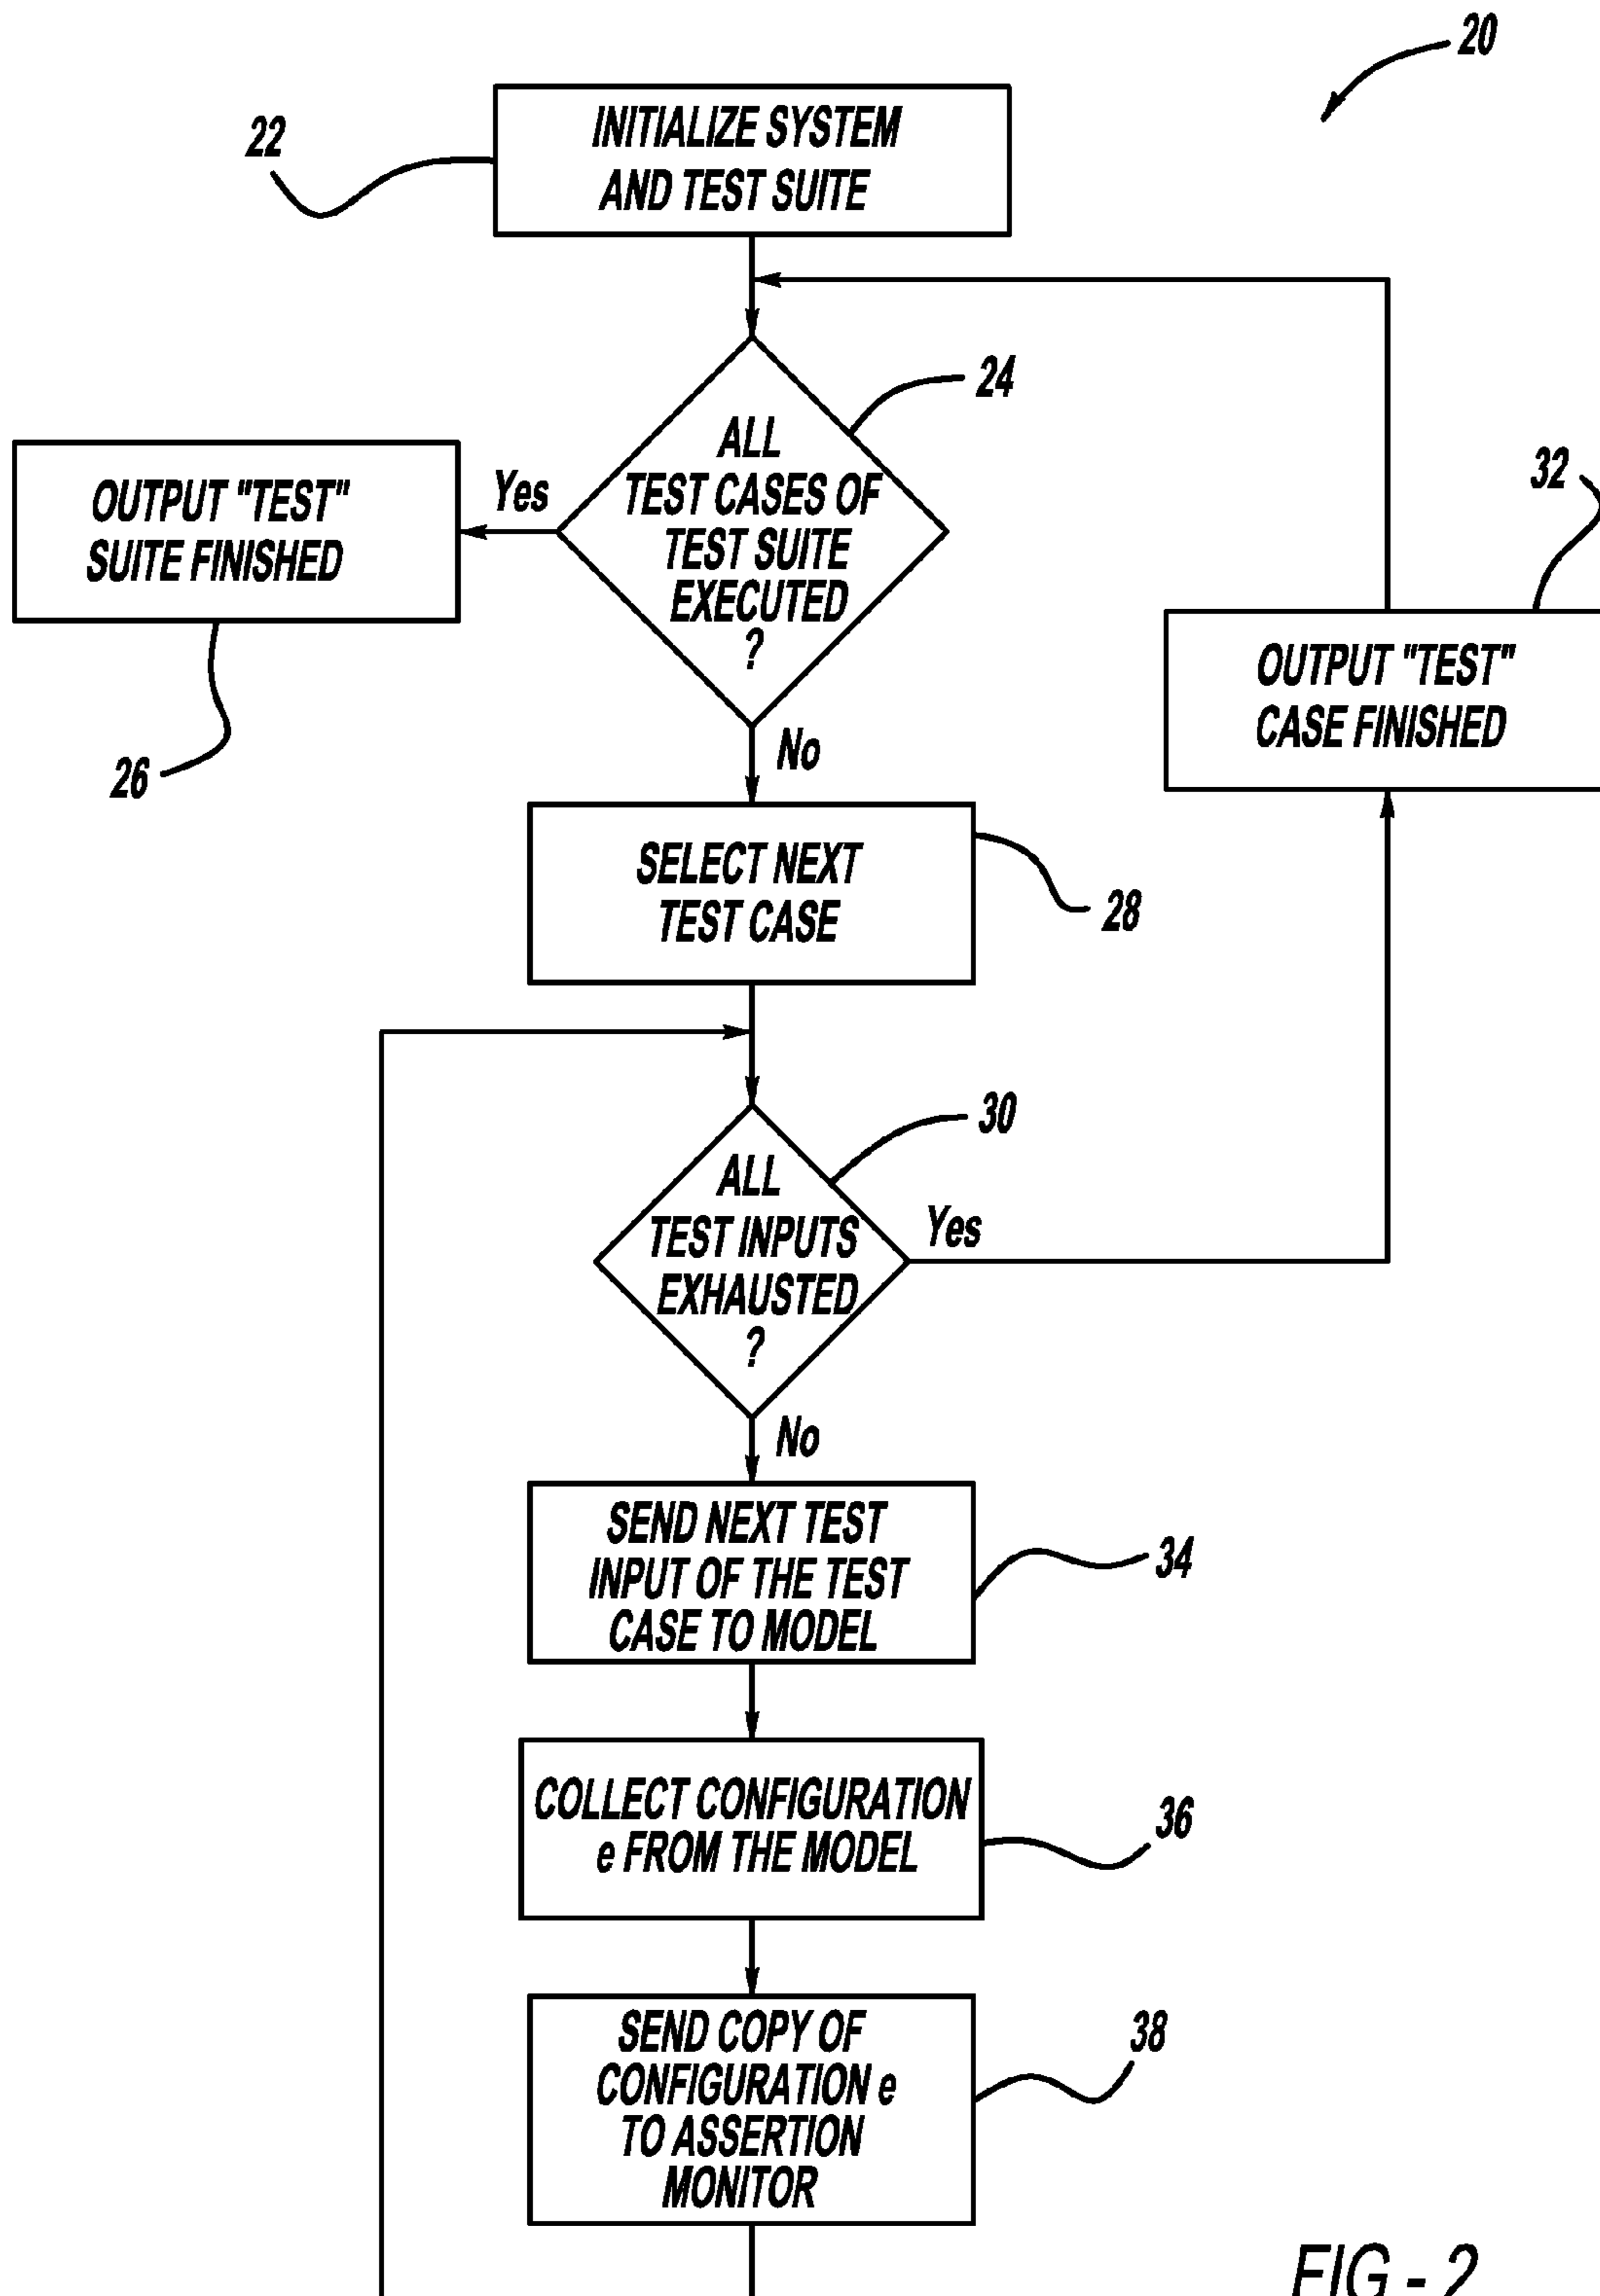 20
22
INITIALIZE SYSTEM
AND TEST SUITE
24
ALL
TEST CASES OF
TEST SUITE
EXECUTED
?
Yes
OUTPUT "TEST"
SUITE FINISHED
26
32
OUTPUT "TEST"
CASE FINISHED
No
SELECT NEXT
TEST CASE
28
30
ALL
TEST INPUTS
EXHAUSTED
?
Yes
No
SEND NEXT TEST
INPUT OF THE TEST
CASE TO MODEL
34
COLLECT CONFIGURATION
e FROM THE MODEL
36
SEND COPY OF
CONFIGURATION e
TO ASSERTION
MONITOR
38
FIG - 2